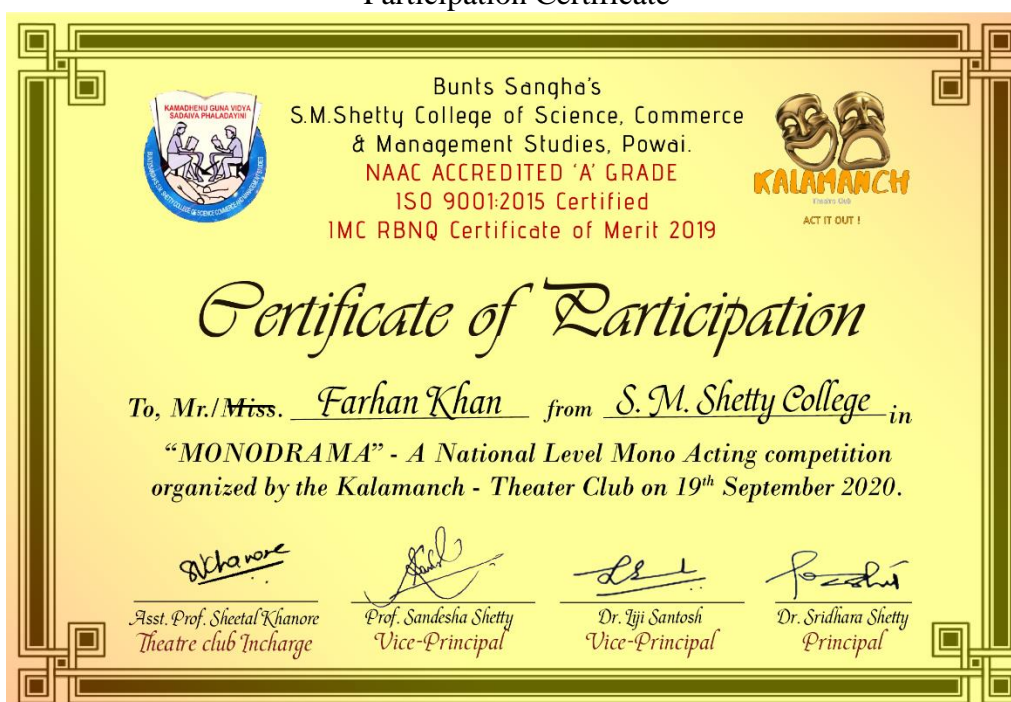 Participation Certificate
KAMADHENU GUNA VIDYA
SADAIVA PHALADAYINI
Bunts Sangha's
S.M.Shetty College of Science, Commerce
& Management Studies, Powai.
NAAC ACCREDITED 'A' GRADE
ISO 9001:2015 Certified
IMC RBNQ Certificate of Merit 2019
KALAMANCH
Theatre Club
ACT IT OUT !
Certificate of Participation
To, Mr./Miss. Farhan Khan from S. M. Shetty College in
“MONODRAMA” - A National Level Mono Acting competition
organized by the Kalamanch - Theater Club on 19th September 2020.
Asst. Prof. Sheetal Khanore
Theatre club Incharge
Prof. Sandesha Shetty
Vice-Principal
Dr. Liji Santosh
Vice-Principal
Dr. Sridhara Shetty
Principal